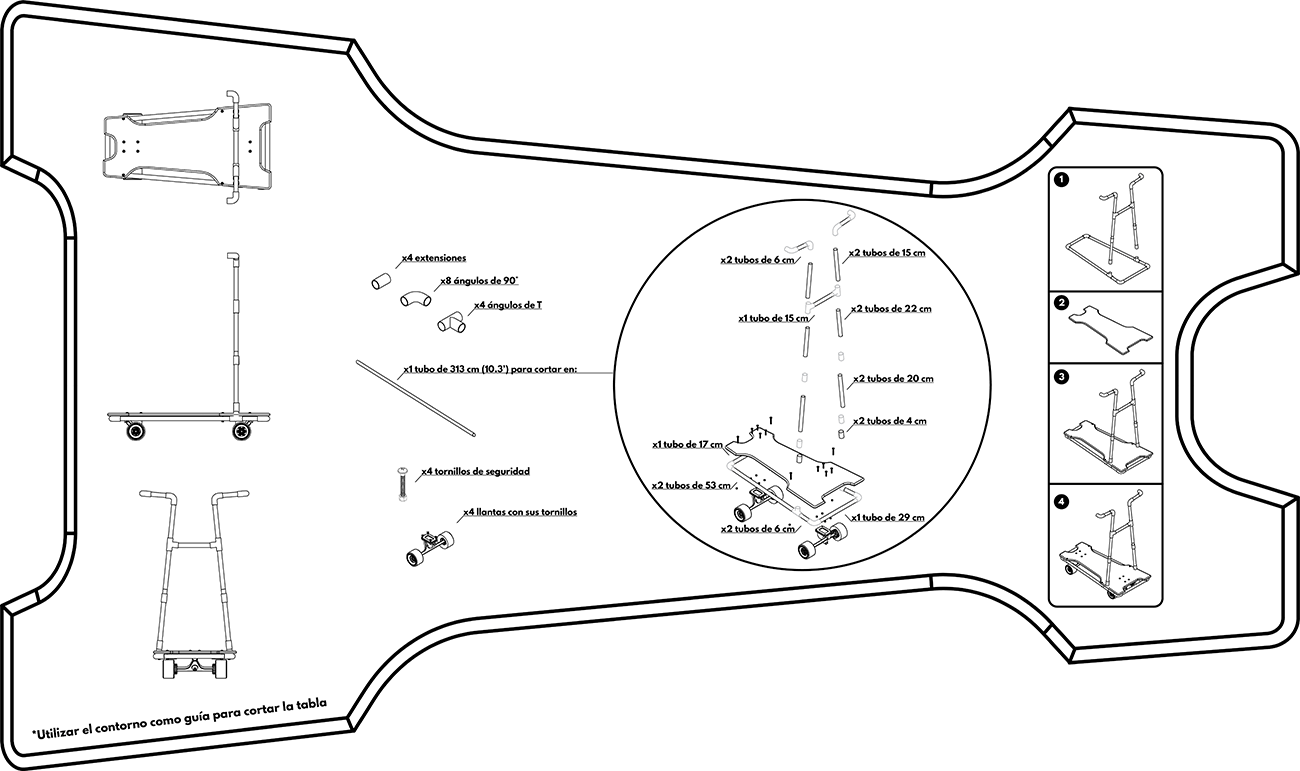 x4 extensiones
x8 ángulos de 90°
x4 ángulos de T
x1 tubo de 313 cm (10.3') para cortar en:
x4 tornillos de seguridad
x4 llantas con sus tornillos
x2 tubos de 6 cm
x2 tubos de 15 cm
x1 tubo de 15 cm
x2 tubos de 22 cm
x2 tubos de 20 cm
x2 tubos de 4 cm
x1 tubo de 17 cm
x2 tubos de 53 cm
x2 tubos de 6 cm
x1 tubo de 29 cm
1
2
3
4
*Utilizar el contorno como guía para cortar la tabla